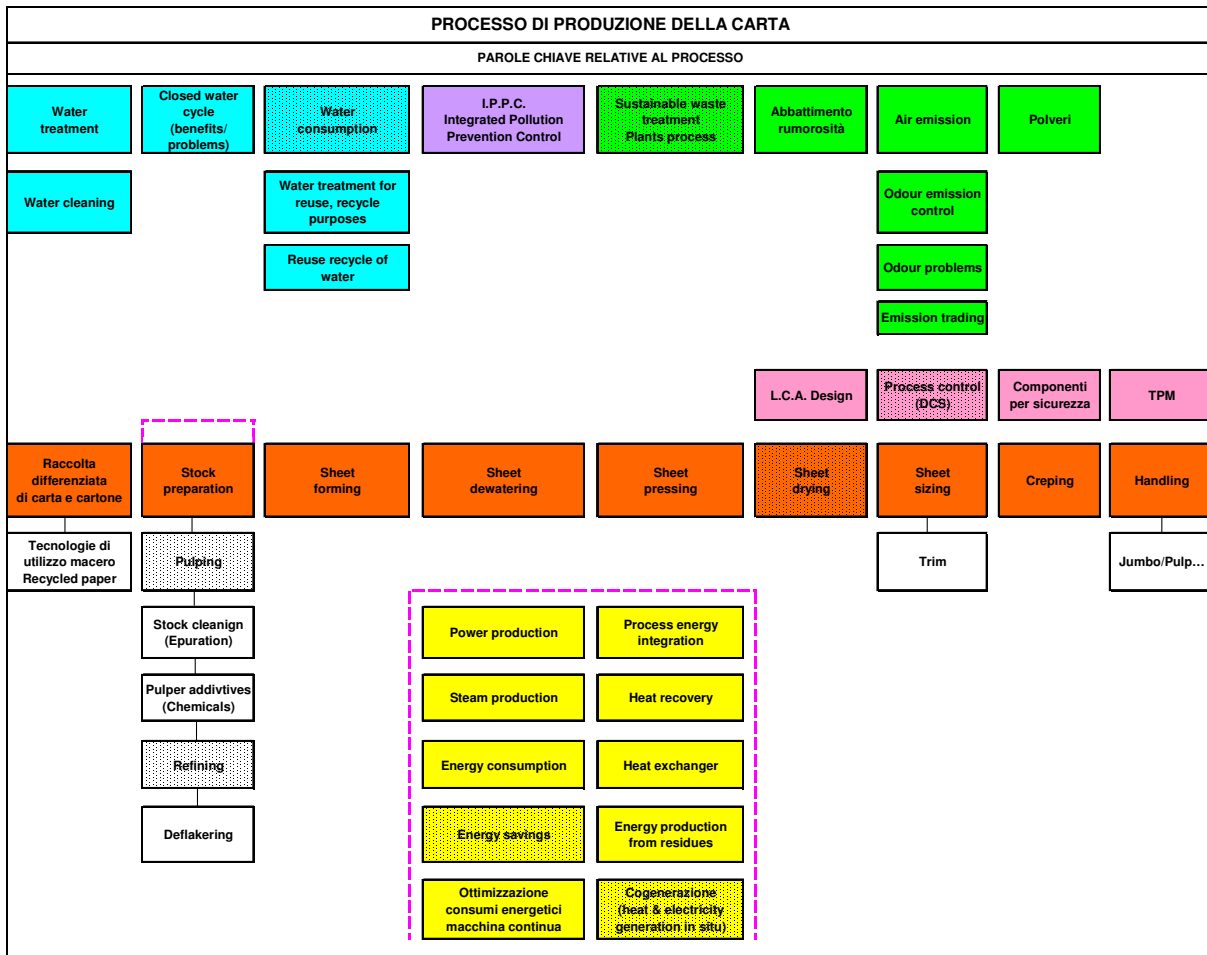 PROCESSO DI PRODUZIONE DELLA CARTA
PAROLE CHIAVE RELATIVE AL PROCESSO
Water
treatment
Closed water
cycle
(benefits/
problems)
Water
consumption
I.P.P.C.
Integrated Pollution
Prevention Control
Sustainable waste
treatment
Plants process
Abbattimento
rumorosità
Air emission
Polveri
Water cleaning
Water treatment for
reuse, recycle
purposes
Odour emission
control
Reuse recycle of
water
Odour problems
Emission trading
L.C.A. Design
Process control
(DCS)
Componenti
per sicurezza
TPM
Raccolta
differenziata
di carta e cartone
Stock
preparation
Sheet
forming
Sheet
dewatering
Sheet
pressing
Sheet
drying
Sheet
sizing
Creping
Handling
Tecnologie di
utilizzo macero
Recycled paper
Pulping
Trim
Jumbo/Pulp...
Stock cleanign
(Epuration)
Power production
Process energy
integration
Pulper addivtives
(Chemicals)
Steam production
Heat recovery
Refining
Energy consumption
Heat exchanger
Deflakering
Energy savings
Energy production
from residues
Ottimizzazione
consumi energetici
macchina continua
Cogenerazione
(heat & electricity
generation in situ)